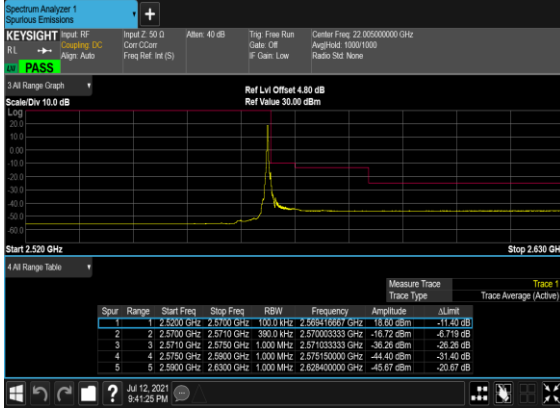 Spectrum Analyzer 1
Spurious Emissions
KEYSIGHT Input: RF Input Z: 50 Ω Atten: 40 dB Trig: Free Run Center Freq: 22.005000000 GHz
RL Coupling: DC Corr CCorr Gate: Off Avg|Hold: 1000/1000
Align: Auto Freq Ref: Int (S) IF Gain: Low Radio Std: None
LXI PASS
3 All Range Graph
Ref Lvl Offset 4.80 dB
Scale/Div 10.0 dB Ref Value 30.00 dBm
Log
20.0
10.0
0.00
-10.0
-20.0
-30.0
-40.0
-50.0
-60.0
Start 2.520 GHz Stop 2.630 GH
4 All Range Table
Measure Trace Trace 1
Trace Type Trace Average (Active)
Spur Range Start Freq Stop Freq RBW Frequency Amplitude ΔLimit
1 1 2.5200 GHz 2.5700 GHz 100.0 kHz 2.569416667 GHz 18.60 dBm -11.40 dB
2 2 2.5700 GHz 2.5710 GHz 390.0 kHz 2.570003333 GHz -16.72 dBm -6.719 dB
3 3 2.5710 GHz 2.5750 GHz 1.000 MHz 2.571033333 GHz -36.26 dBm -26.26 dB
4 4 2.5750 GHz 2.5900 GHz 1.000 MHz 2.575150000 GHz -44.40 dBm -31.40 dB
5 5 2.5900 GHz 2.6300 GHz 1.000 MHz 2.628400000 GHz -45.67 dBm -20.67 dB
Jul 12, 2021
9:41:25 PM